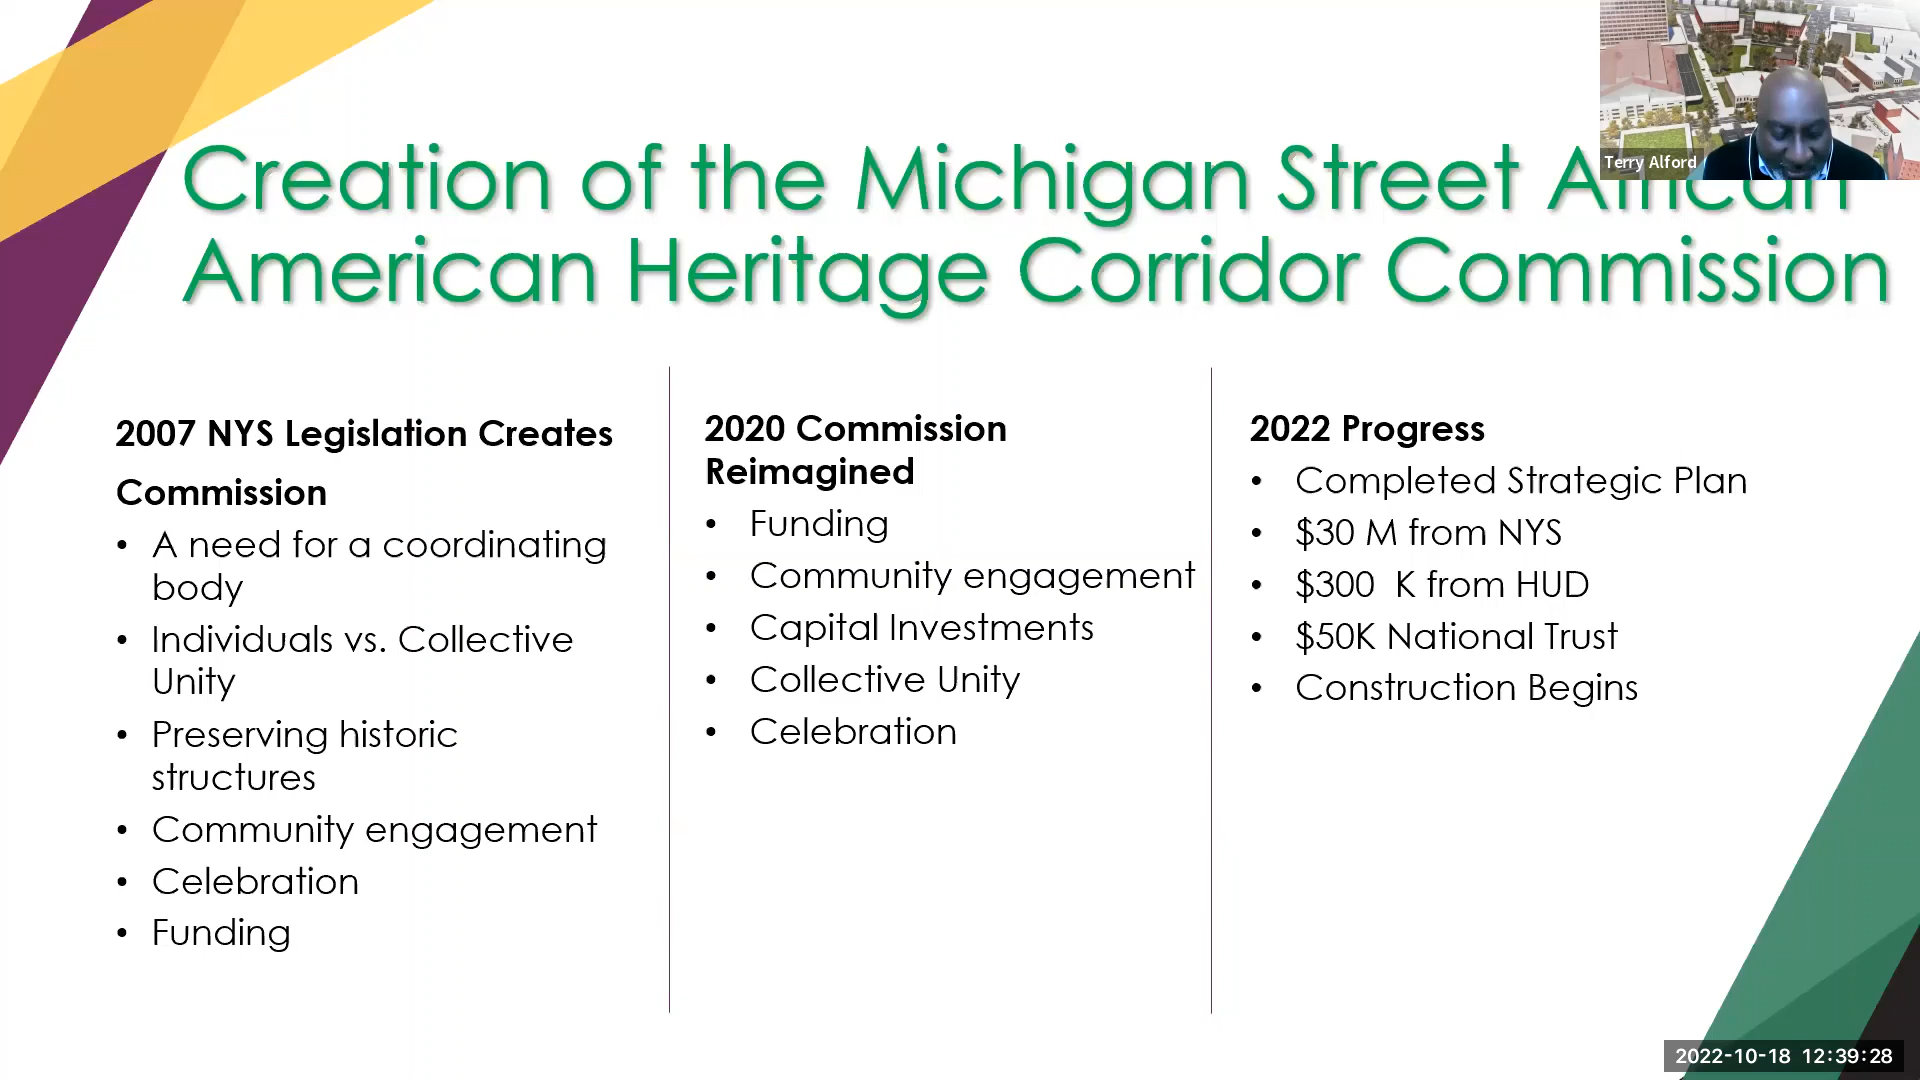 Creation of the Michigan Street African
American Heritage Corridor Commission
Terry Alford
2007 NYS Legislation Creates
Commission
• A need for a coordinating
body
• Individuals vs. Collective
Unity
• Preserving historic
structures
• Community engagement
• Celebration
• Funding
2020 Commission
Reimagined
• Funding
• Community engagement
• Capital Investments
• Collective Unity
• Celebration
2022 Progress
• Completed Strategic Plan
• $30 M from NYS
• $300  K from HUD
• $50K National Trust
• Construction Begins
2022-10-18 12:39:28